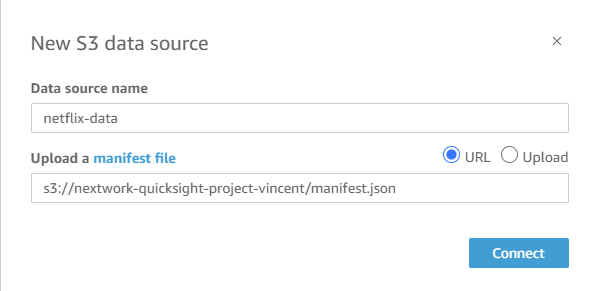 New S3 data source
Data source name
netflix-data
Upload a manifest file
URL
Upload
s3://nextwork-quicksight-project-vincent/manifest.json
Connect